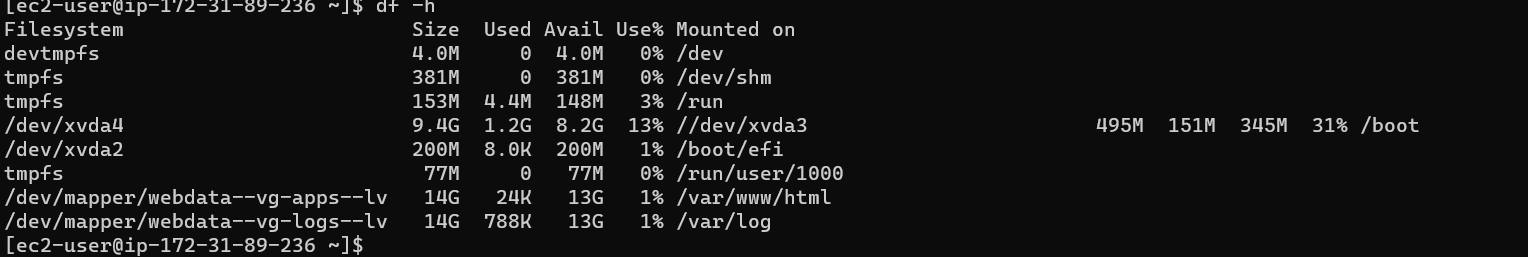 [ec2-user@ip-172-31-89-236 ~]$ df -h
Filesystem                        Size  Used Avail Use% Mounted on
devtmpfs                          4.0M     0  4.0M   0% /dev
tmpfs                             381M     0  381M   0% /dev/shm
tmpfs                             153M  4.4M  148M   3% /run
/dev/xvda4                        9.4G  1.2G  8.2G  13% //dev/xvda3                        495M  151M  345M  31% /boot
/dev/xvda2                        200M  8.0K  200M   1% /boot/efi
tmpfs                              77M     0   77M   0% /run/user/1000
/dev/mapper/webdata--vg-apps--lv   14G   24K   13G   1% /var/www/html
/dev/mapper/webdata--vg-logs--lv   14G  788K   13G   1% /var/log
[ec2-user@ip-172-31-89-236 ~]$